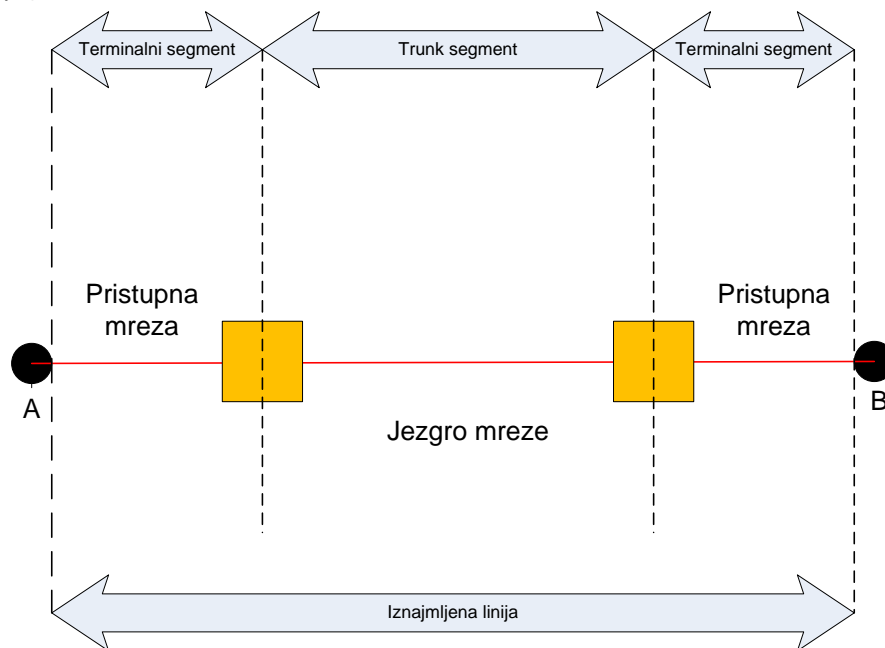 Terminalni segment
Trunk segment
Terminalni segment
Pristupna
mreza
Pristupna
mreza
A
B
Jezgro mreze
Iznajmljena linija